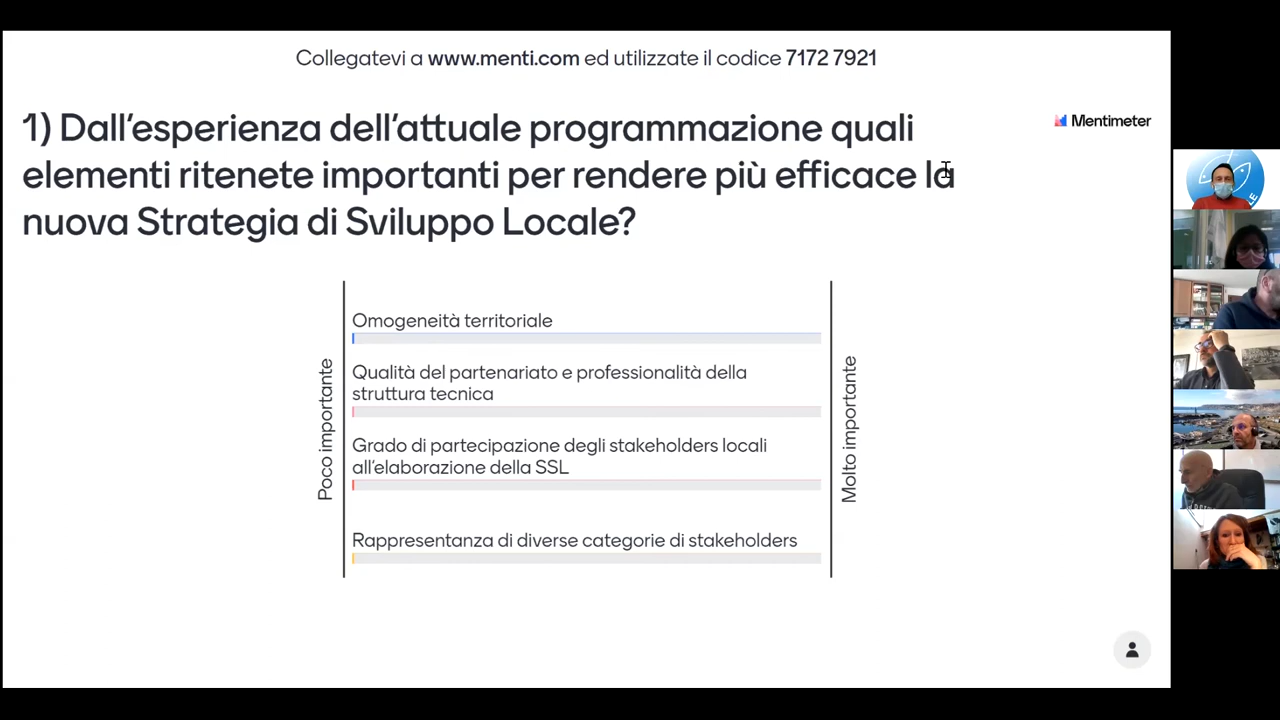 Collegatevi a www.menti.com ed utilizzate il codice 7172 7921
1) Dall'esperienza dell'attuale programmazione quali
elementi ritenete importanti per rendere più efficace la
nuova Strategia di Sviluppo Locale?
Mentimeter
Poco importante
Omogeneità territoriale
Qualità del partenariato e professionalità della
struttura tecnica
Grado di partecipazione degli stakeholders locali
all'elaborazione della SSL
Rappresentanza di diverse categorie di stakeholders
Molto importante